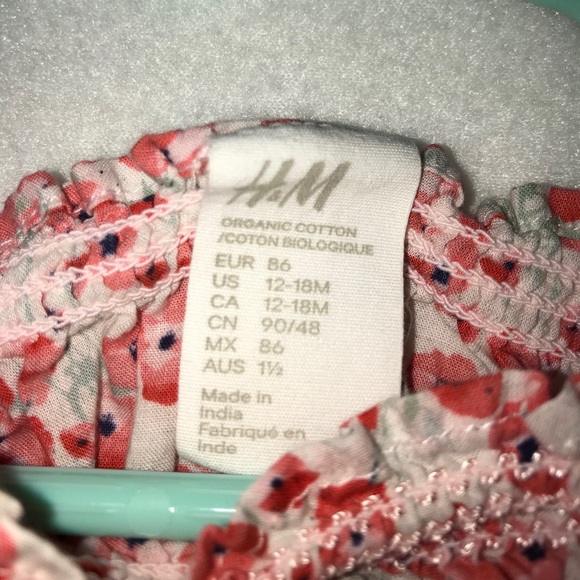 H&M
ORGANIC COTTON
/COTON BIOLOGIQUE
EUR 86
US 12-18M
CA 12-18M
CN 90/48
MX 86
AUS 1½
Made in
India
Fabriqué en
Inde